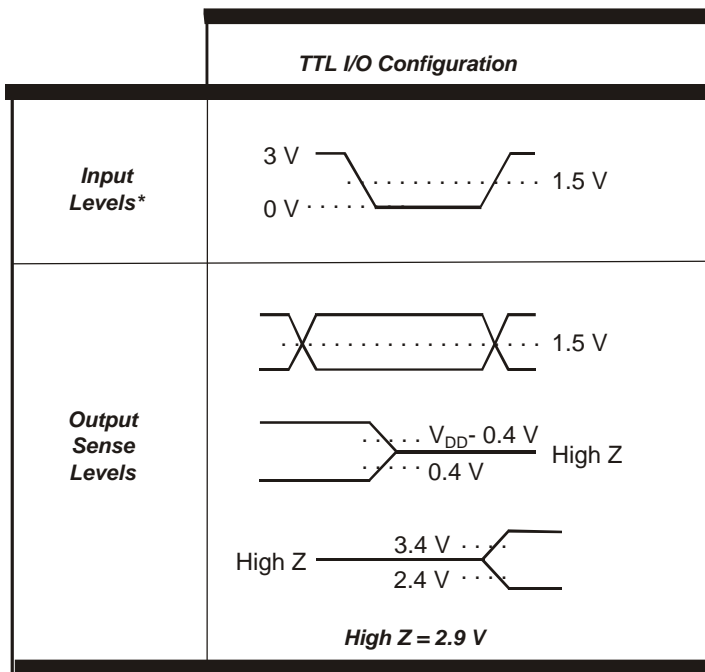 TTL I/O Configuration
Input
Levels*
3 V
1.5 V
0 V
Output
Sense
Levels
1.5 V
VDD- 0.4 V
High Z
0.4 V
3.4 V
High Z
2.4 V
High Z = 2.9 V